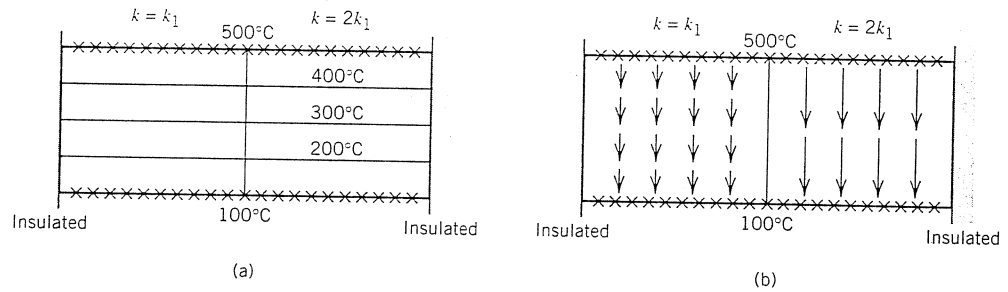 k = k₁
k = 2k₁
500°C
400°C
300°C
200°C
100°C
Insulated
Insulated
(a)
k = k₁
k = 2k₁
500°C
100°C
Insulated
Insulated
(b)